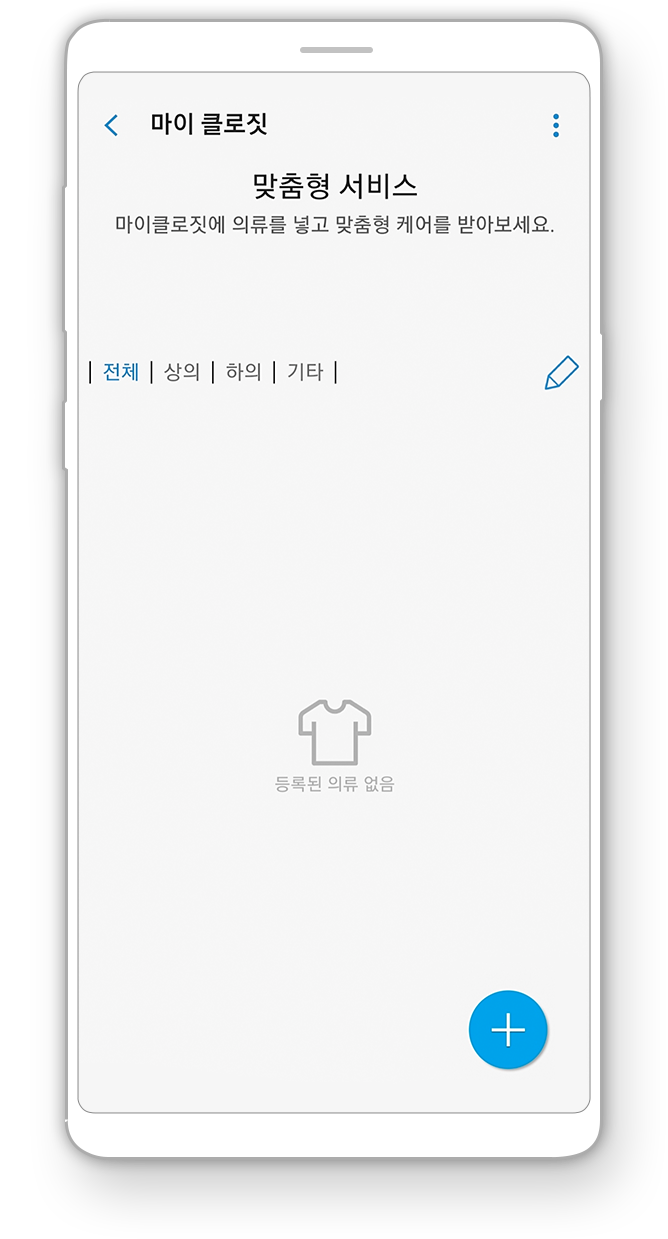 마이 클로짓
맞춤형 서비스
마이클로짓에 의류를 넣고 맞춤형 케어를 받아보세요.
| 전체 | 상의 | 하의 | 기타 |
등록된 의류 없음